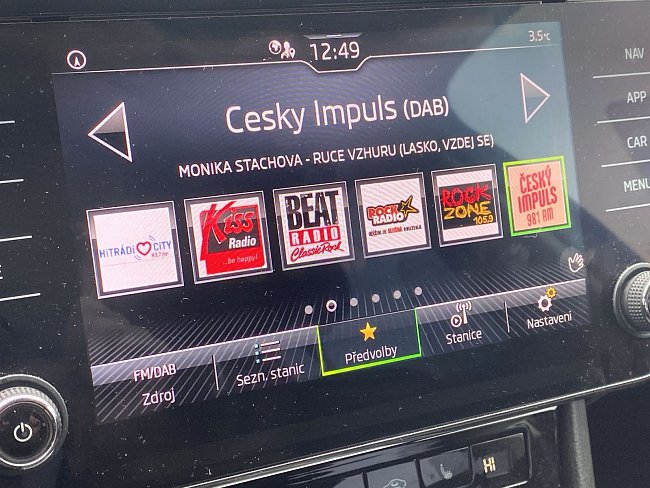 12:49
3.5°C
Cesky Impuls (DAB)
MONIKA STACHOVA - RUCE VZHURU (LASKO, VZDEJ SE)
HiTRÁDiO CITY
Kiss
Radio
...be happy!
BEAT
RADIO
Classic Rock
ROCK
RADIO
ROCK
ZONE
105,9
ČESKÝ
IMPULS
981 AM
FM/DAB
Zdroj
Sezn. stanic
Předvolby
Stanice
Nastavení
NAV
APP
CAR
MENU
HI